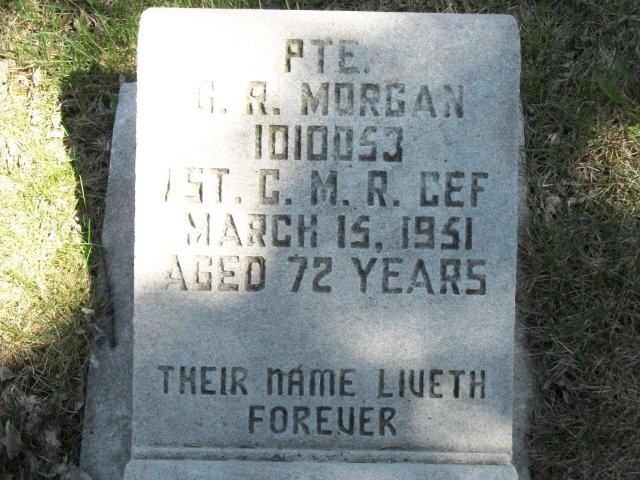 PTE.
G. R. MORGAN
1010053
1ST. C. M. R. CEF
MARCH 15, 1951
AGED 72 YEARS
THEIR NAME LIVETH
FOREVER